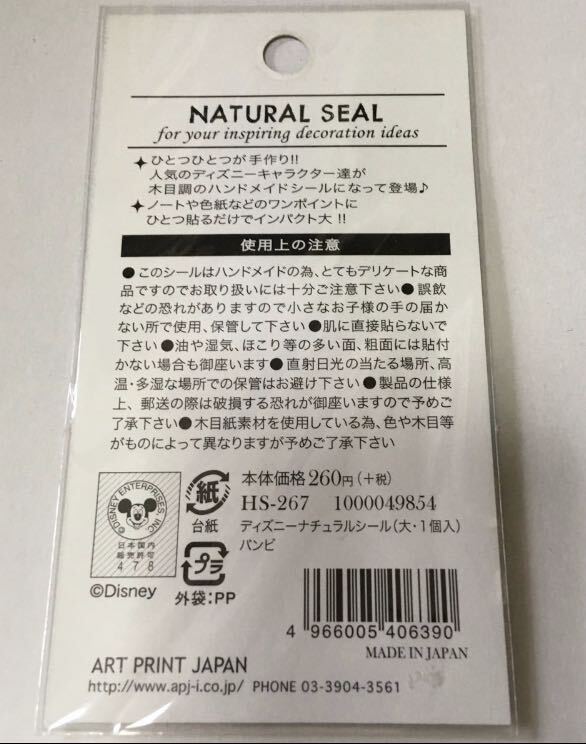 NATURAL SEAL
for your inspiring decoration ideas
✦ひとつひとつが手作り!!
人気のディズニーキャラクター達が
木目調のハンドメイドシールになって登場♪
✦ノートや色紙などのワンポイントに
ひとつ貼るだけでインパクト大!!
使用上の注意
●このシールはハンドメイドの為、とてもデリケートな商
品ですのでお取り扱いには十分ご注意下さい●誤飲
などの恐れがありますので小さなお子様の手の届か
ない所で使用、保管して下さい●肌に直接貼らないで
下さい●油や湿気、ほこり等の多い面、粗面には貼付
かない場合も御座います●直射日光の当たる場所、高
温・多湿な場所での保管はお避け下さい●製品の仕様
上、郵送の際は破損する恐れが御座いますので予めご
了承下さい●木目紙素材を使用している為、色や木目等
がものによって異なりますが予めご了承下さい
©DISNEY ENTERPRISES, INC.
日本国内
販売許可
478
©Disney
紙
台紙
プラ
外袋:PP
本体価格260円(+税)
HS-267 1000049854
ディズニーナチュラルシール(大・1個入)
バンビ
4 966005 406390
MADE IN JAPAN
ART PRINT JAPAN
http://www.apj-i.co.jp/ PHONE 03-3904-3561